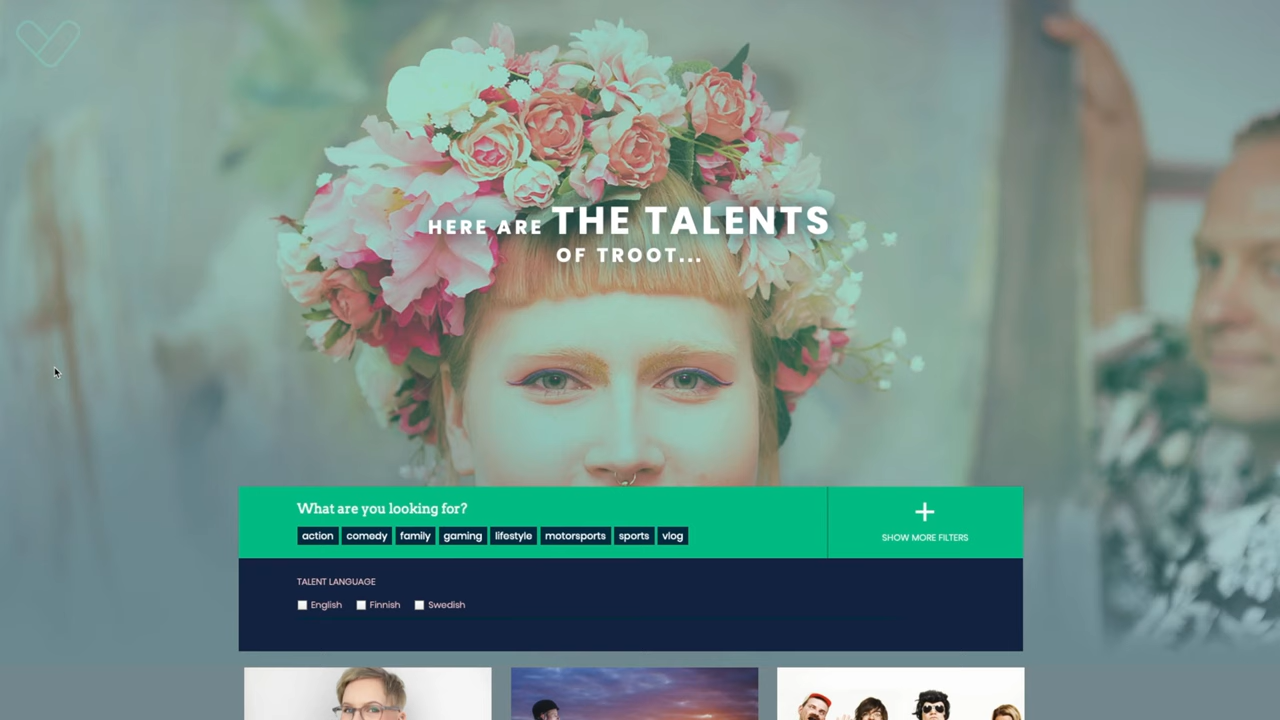 HERE ARE THE TALENTS
OF TROOT...
What are you looking for?
action comedy family gaming lifestyle motorsports sports vlog
SHOW MORE FILTERS
TALENT LANGUAGE
English Finnish Swedish